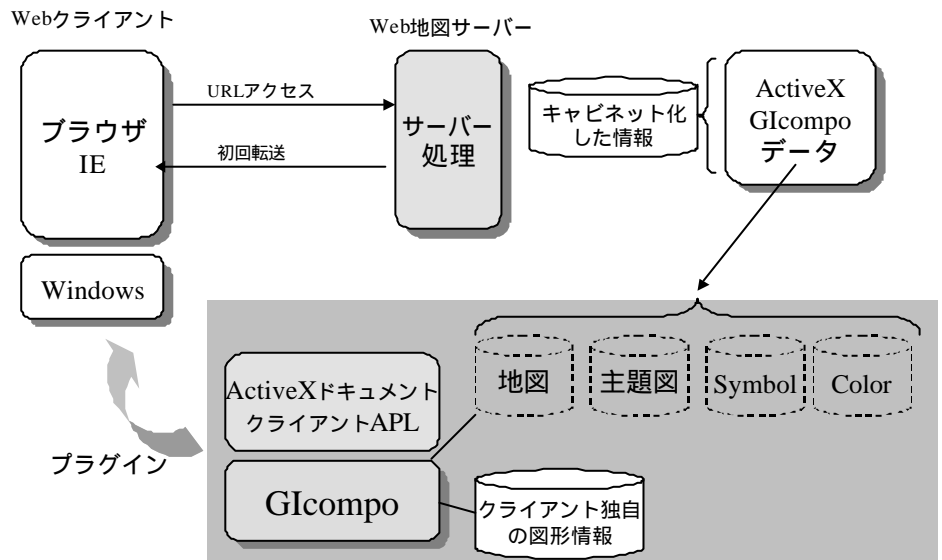 Webクライアント
Web地図サーバー
ブラウザ
IE
URLアクセス
初回転送
サーバー
処理
キャビネット化
した情報
ActiveX
GIcompo
データ
Windows
プラグイン
ActiveXドキュメント
クライアントAPL
GIcompo
地図
主題図
Symbol
Color
クライアント独自
の図形情報